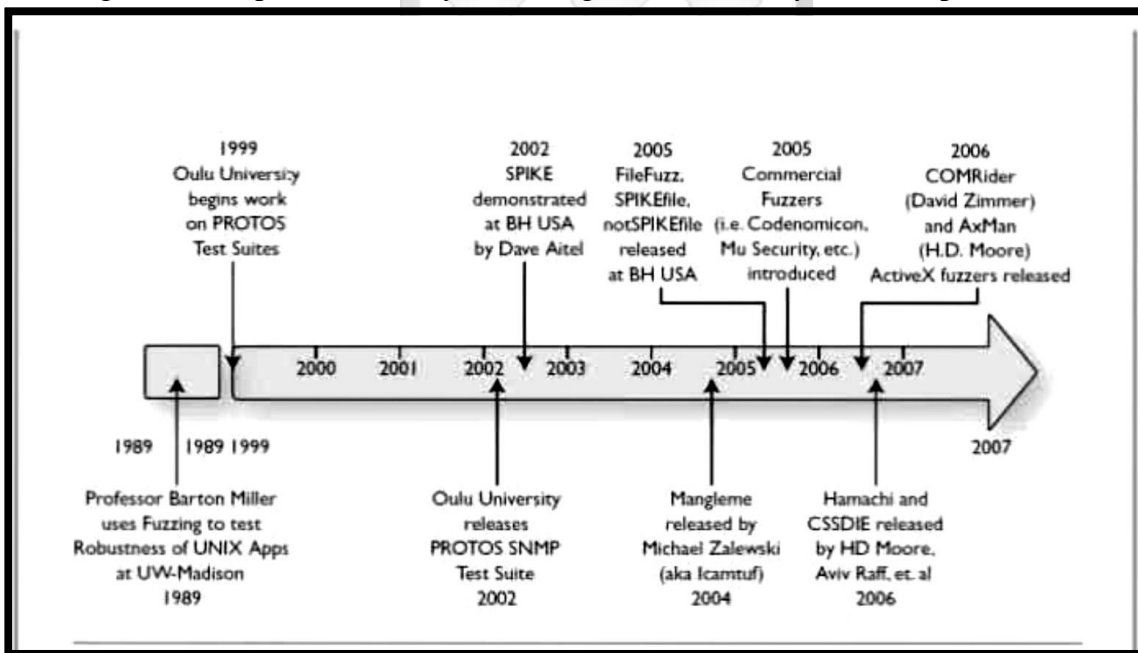 1999
Oulu University
begins work
on PROTOS
Test Suites
2002
SPIKE
demonstrated
at BH USA
by Dave Aitel
2005
FileFuzz,
SPIKEfile,
notSPIKEfile
released
at BH USA
2005
Commercial
Fuzzers
(i.e. Codenomicon,
Mu Security, etc.)
introduced
2006
COMRider
(David Zimmer)
and AxMan
(H.D. Moore)
ActiveX fuzzers released
2000 2001 2002 2003 2004 2005 2006 2007
1989 1989 1999 2007
Professor Barton Miller
uses Fuzzing to test
Robustness of UNIX Apps
at UW-Madison
1989
Oulu University
releases
PROTOS SNMP
Test Suite
2002
Mangleme
released by
Michael Zalewski
(aka lcamtuf)
2004
Hamachi and
CSSDIE released
by HD Moore,
Aviv Raff, et. al
2006